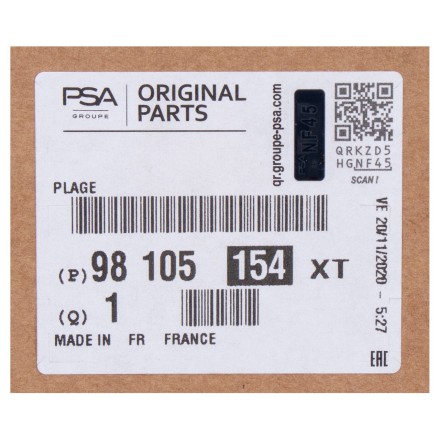 PSA
GROUPE
ORIGINAL
PARTS
qr.groupe-psa.com
NF45
QRKZD5
HGNF45
SCAN!
PLAGE
(P) 98 105 154 XT
(Q) 1
MADE IN FR FRANCE
VE 20/11/2020 - 5:27
EAC